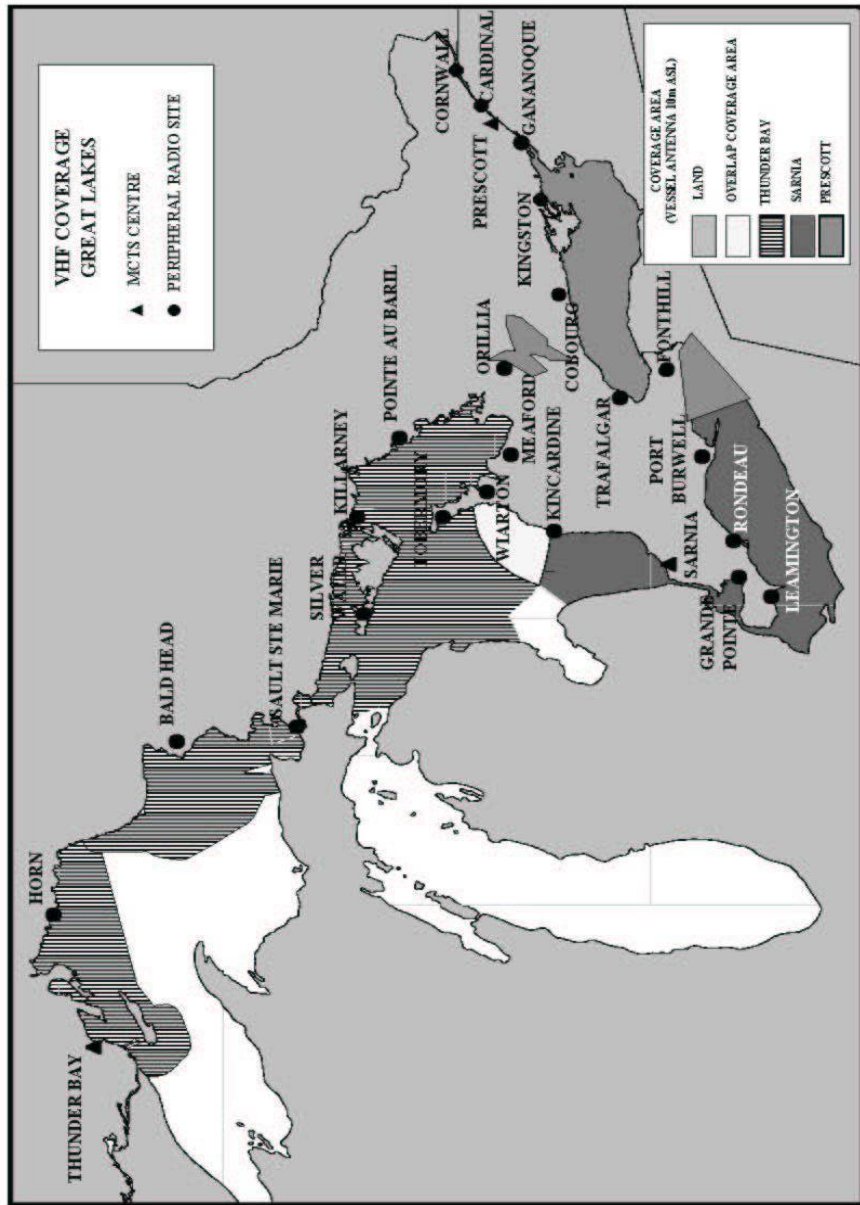 VHF COVERAGE
GREAT LAKES
MCTS CENTRE
PERIPHERAL RADIO SITE
HORN
THUNDER BAY
BALD HEAD
SAULT STE MARIE
SILVER
WATER
KILLARNEY
POINTE AU BARIL
TOBERMORY
WIARTON
MEAFORD
ORILLIA
KINCARDINE
CORNWALL
CARDINAL
PRESCOTT
GANANOQUE
KINGSTON
COBOURG
TRAFALGAR
FONTHILL
PORT
BURWELL
SARNIA
GRANDE
POINTE
RONDEAU
LEAMINGTON
COVERAGE AREA
(VESSEL ANTENNA 10m ASL)
LAND
OVERLAP COVERAGE AREA
THUNDER BAY
SARNIA
PRESCOTT